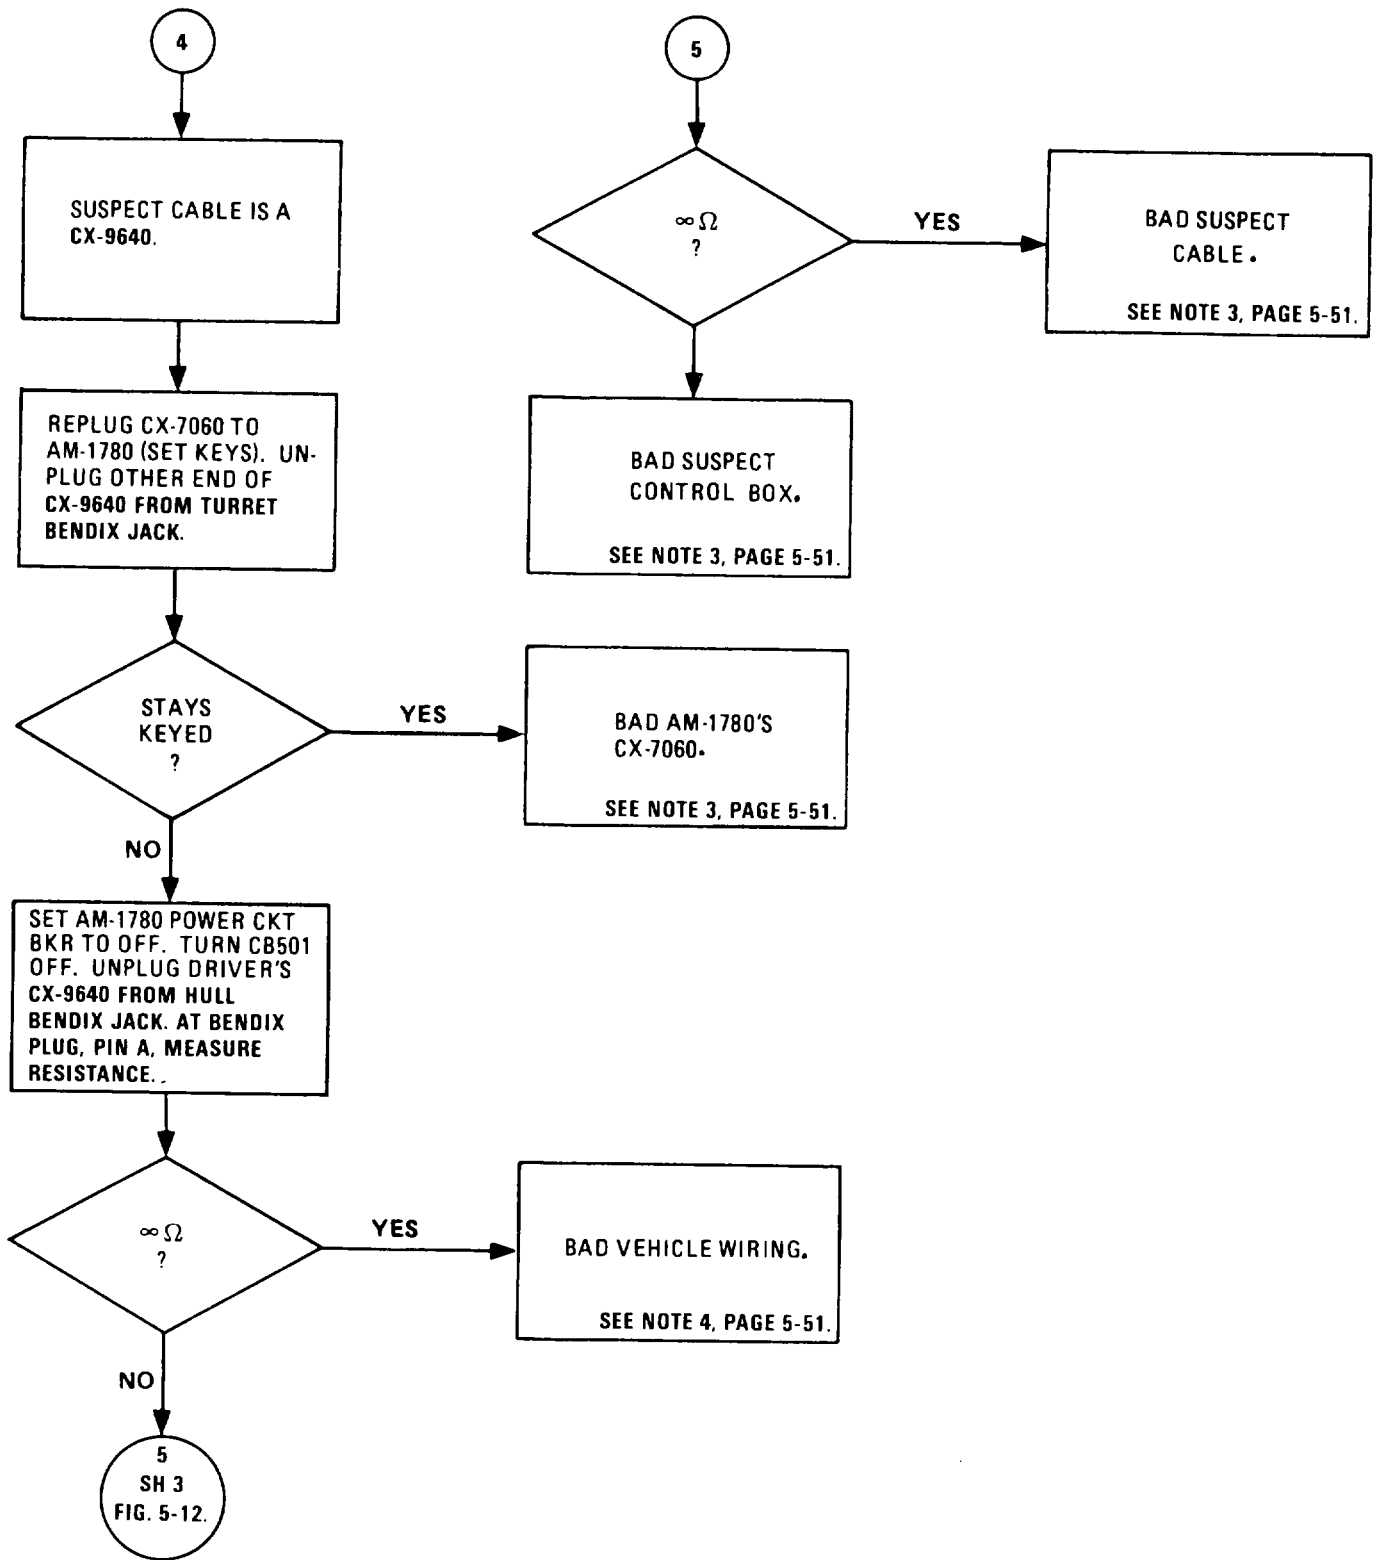 4
SUSPECT CABLE IS A
CX-9640.
REPLUG CX-7060 TO
AM-1780 (SET KEYS). UN-
PLUG OTHER END OF
CX-9640 FROM TURRET
BENDIX JACK.
STAYS
KEYED
?
YES
BAD AM-1780'S
CX-7060.
SEE NOTE 3, PAGE 5-51.
NO
SET AM-1780 POWER CKT
BKR TO OFF. TURN CB501
OFF. UNPLUG DRIVER'S
CX-9640 FROM HULL
BENDIX JACK. AT BENDIX
PLUG, PIN A, MEASURE
RESISTANCE.
∞ Ω
?
YES
BAD VEHICLE WIRING.
SEE NOTE 4, PAGE 5-51.
NO
5
SH 3
FIG. 5-12.
5
∞ Ω
?
YES
BAD SUSPECT
CABLE.
SEE NOTE 3, PAGE 5-51.
BAD SUSPECT
CONTROL BOX.
SEE NOTE 3, PAGE 5-51.